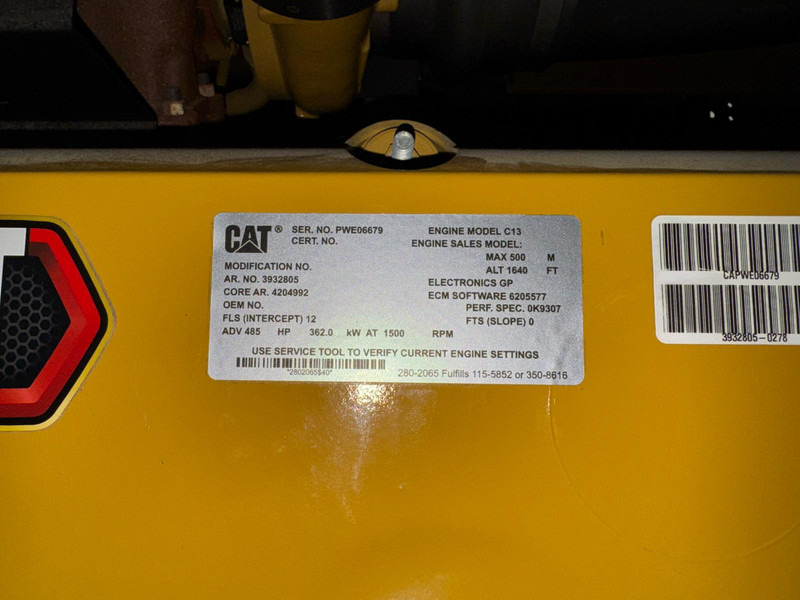 CAT® SER. NO. PWE06679 ENGINE MODEL C13
CERT. NO. ENGINE SALES MODEL:
MAX 500 M
MODIFICATION NO. ALT 1640 FT
AR. NO. 3932805 ELECTRONICS GP
CORE AR. 4204992 ECM SOFTWARE 6205577
OEM NO. PERF. SPEC. 0K9307
FLS (INTERCEPT) 12 FTS (SLOPE) 0
ADV 485 HP 362.0 kW AT 1500 RPM
USE SERVICE TOOL TO VERIFY CURRENT ENGINE SETTINGS
*2802065$40* 280-2065 Fulfills 115-5852 or 350-8616
CAPWE06679
3932805-0278